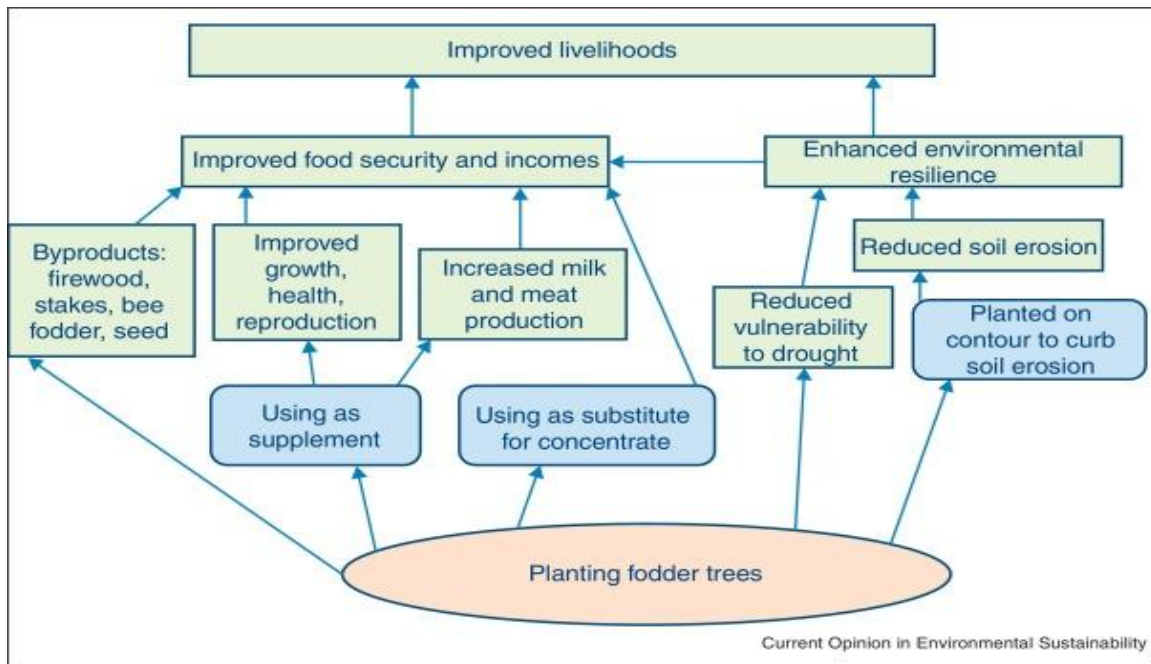 Improved livelihoods
Improved food security and incomes
Enhanced environmental
resilience
Byproducts:
firewood,
stakes, bee
fodder, seed
Improved
growth,
health,
reproduction
Increased milk
and meat
production
Reduced soil erosion
Reduced
vulnerability
to drought
Planted on
contour to curb
soil erosion
Using as
supplement
Using as substitute
for concentrate
Planting fodder trees
Current Opinion in Environmental Sustainability